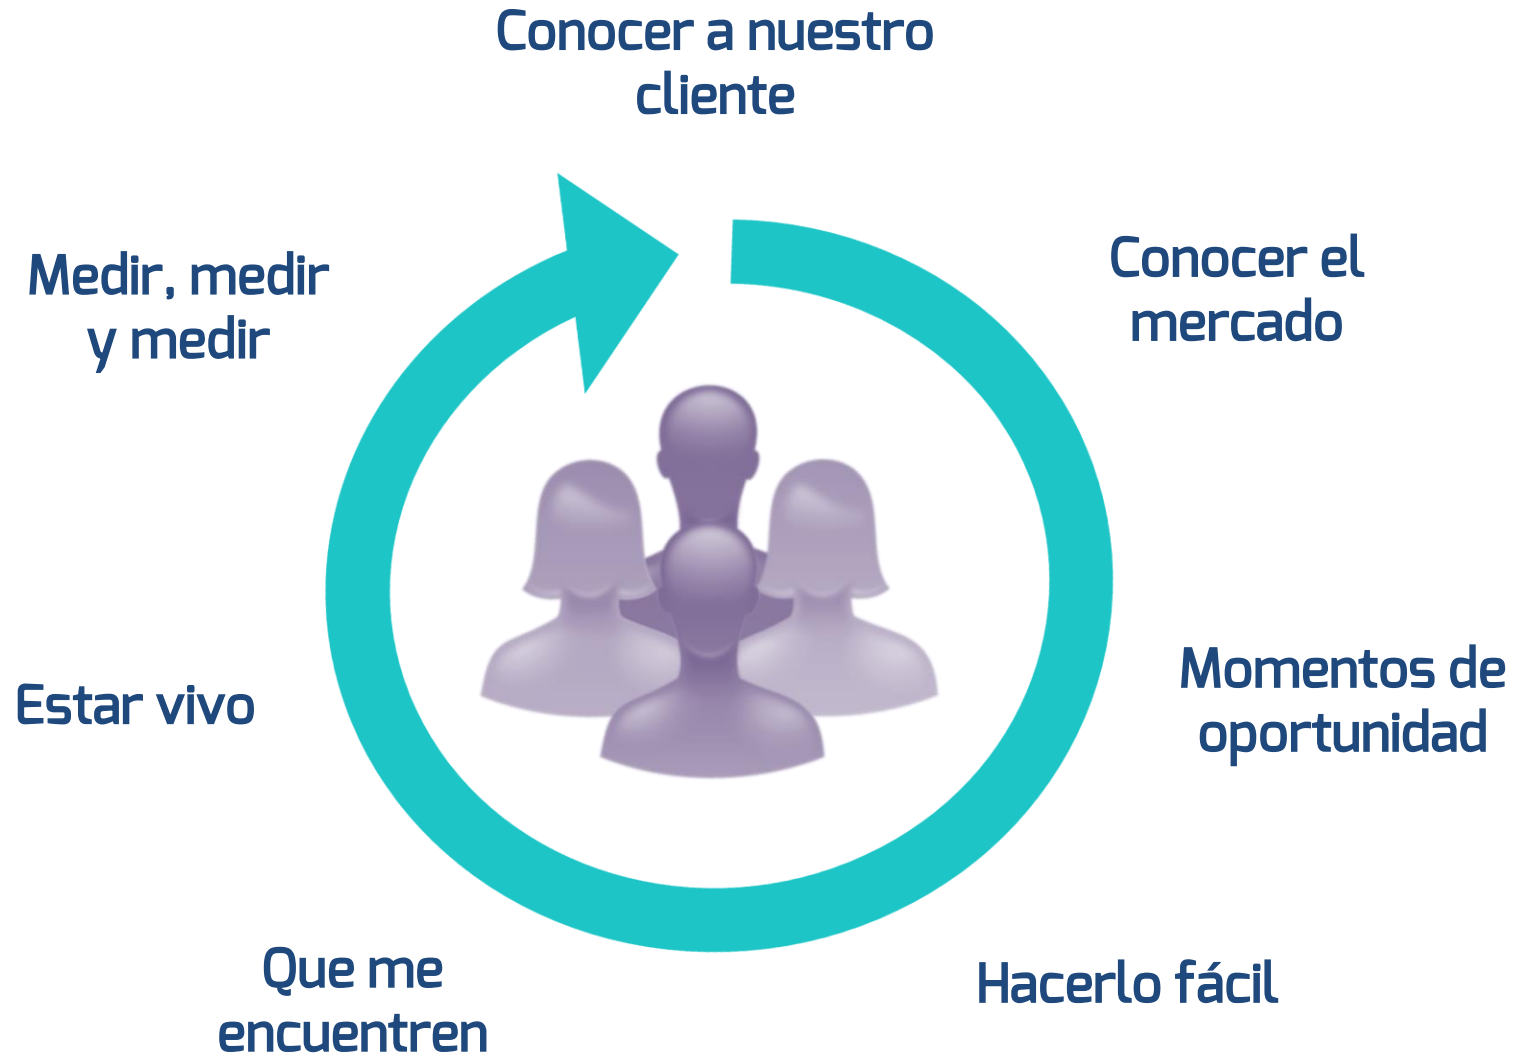 Conocer a nuestro
cliente
Conocer el
mercado
Momentos de
oportunidad
Hacerlo fácil
Que me
encuentren
Estar vivo
Medir, medir
y medir